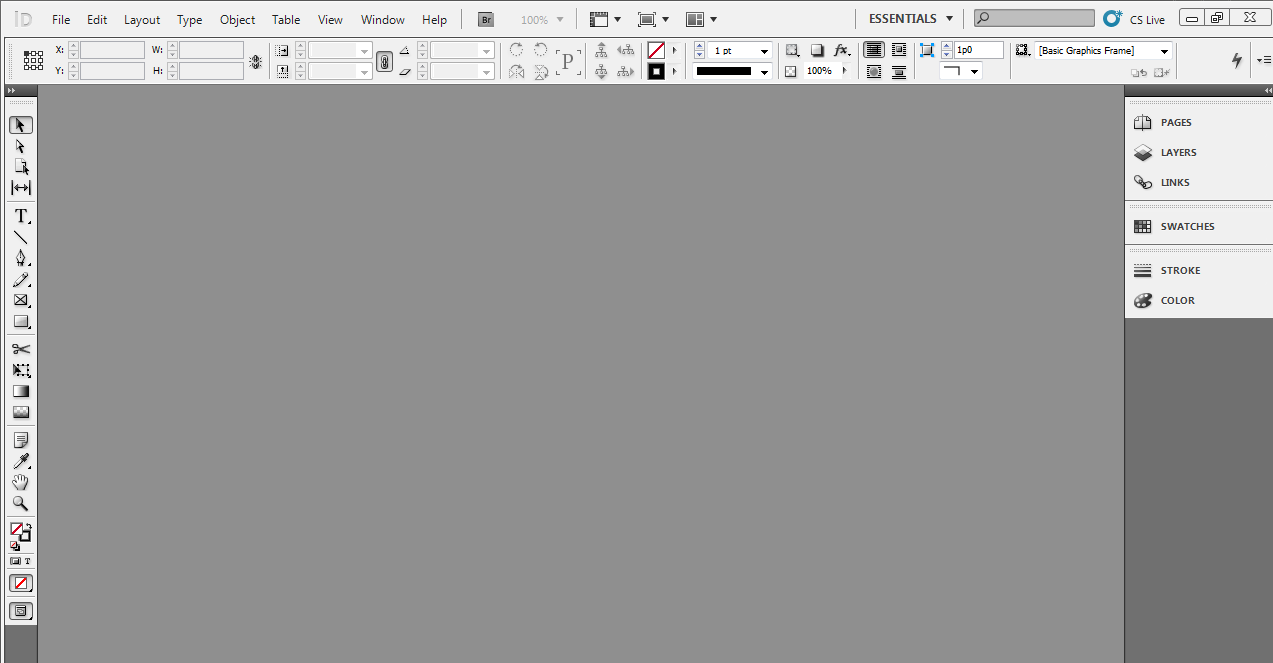 ID File Edit Layout Type Object Table View Window Help Br 100% ESSENTIALS CS Live
X: W: 1 pt fx. 1p0 [Basic Graphics Frame]
Y: H: P 100%
PAGES
LAYERS
LINKS
T
SWATCHES
STROKE
COLOR
T